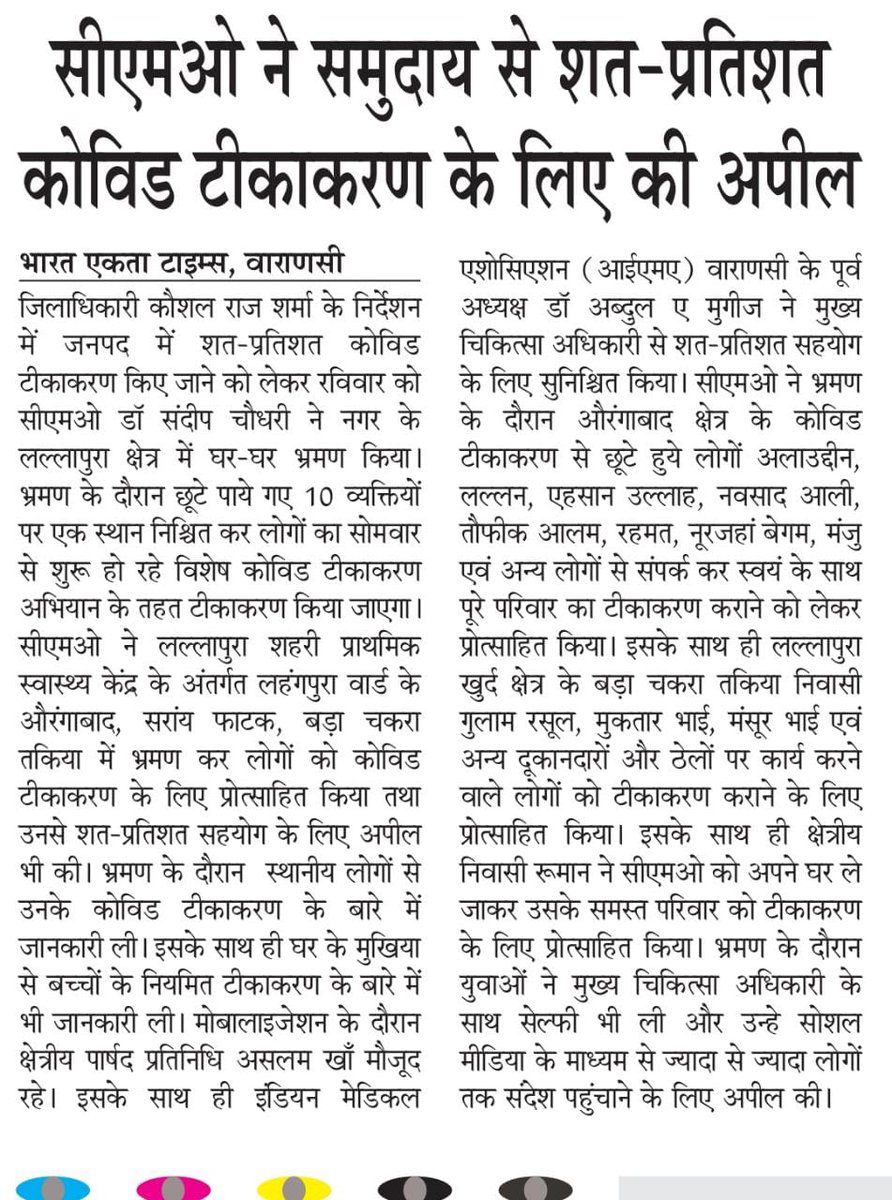 सीएमओ ने समुदाय से शत-प्रतिशत
कोविड टीकाकरण के लिए की अपील
भारत एकता टाइम्स, वाराणसी
जिलाधिकारी कौशल राज शर्मा के निर्देशन
में जनपद में शत-प्रतिशत कोविड
टीकाकरण किए जाने को लेकर रविवार को
सीएमओ डॉ संदीप चौधरी ने नगर के
लल्लापुरा क्षेत्र में घर-घर भ्रमण किया।
भ्रमण के दौरान छूटे पाये गए 10 व्यक्तियों
पर एक स्थान निश्चित कर लोगों का सोमवार
से शुरू हो रहे विशेष कोविड टीकाकरण
अभियान के तहत टीकाकरण किया जाएगा।
सीएमओ ने लल्लापुरा शहरी प्राथमिक
स्वास्थ्य केंद्र के अंतर्गत लहंगपुरा वार्ड के
औरंगाबाद, सरांय फाटक, बड़ा चकरा
तकिया में भ्रमण कर लोगों को कोविड
टीकाकरण के लिए प्रोत्साहित किया तथा
उनसे शत-प्रतिशत सहयोग के लिए अपील
भी की। भ्रमण के दौरान स्थानीय लोगों से
उनके कोविड टीकाकरण के बारे में
जानकारी ली। इसके साथ ही घर के मुखिया
से बच्चों के नियमित टीकाकरण के बारे में
भी जानकारी ली। मोबालाइजेशन के दौरान
क्षेत्रीय पार्षद प्रतिनिधि असलम खाँ मौजूद
रहे। इसके साथ ही इंडियन मेडिकल
एशोसिएशन (आईएमए) वाराणसी के पूर्व
अध्यक्ष डॉ अब्दुल ए मुगीज ने मुख्य
चिकित्सा अधिकारी से शत-प्रतिशत सहयोग
के लिए सुनिश्चित किया। सीएमओ ने भ्रमण
के दौरान औरंगाबाद क्षेत्र के कोविड
टीकाकरण से छूटे हुये लोगों अलाउद्दीन,
लल्लन, एहसान उल्लाह, नवसाद आली,
तौफीक आलम, रहमत, नूरजहां बेगम, मंजु
एवं अन्य लोगों से संपर्क कर स्वयं के साथ
पूरे परिवार का टीकाकरण कराने को लेकर
प्रोत्साहित किया। इसके साथ ही लल्लापुरा
खुर्द क्षेत्र के बड़ा चकरा तकिया निवासी
गुलाम रसूल, मुकतार भाई, मंसूर भाई एवं
अन्य दूकानदारों और ठेलों पर कार्य करने
वाले लोगों को टीकाकरण कराने के लिए
प्रोत्साहित किया। इसके साथ ही क्षेत्रीय
निवासी रूमान ने सीएमओ को अपने घर ले
जाकर उसके समस्त परिवार को टीकाकरण
के लिए प्रोत्साहित किया। भ्रमण के दौरान
युवाओं ने मुख्य चिकित्सा अधिकारी के
साथ सेल्फी भी ली और उन्हे सोशल
मीडिया के माध्यम से ज्यादा से ज्यादा लोगों
तक संदेश पहुंचाने के लिए अपील की।